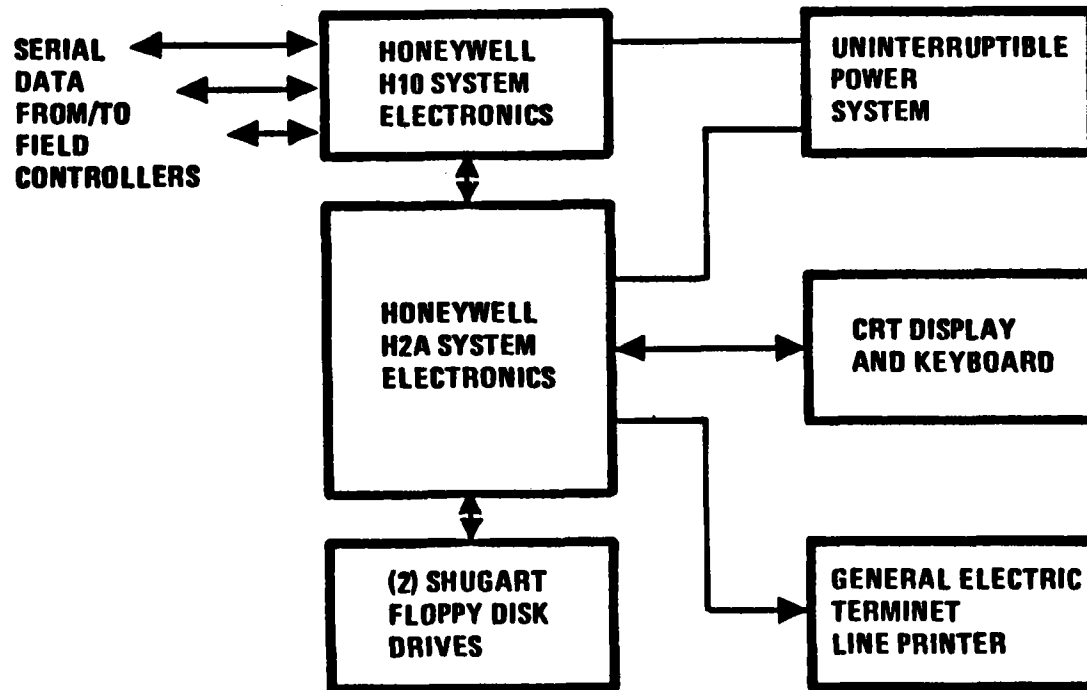 SERIAL
DATA
FROM/TO
FIELD
CONTROLLERS
HONEYWELL
H10 SYSTEM
ELECTRONICS
UNINTERRUPTIBLE
POWER
SYSTEM
HONEYWELL
H2A SYSTEM
ELECTRONICS
CRT DISPLAY
AND KEYBOARD
(2) SHUGART
FLOPPY DISK
DRIVES
GENERAL ELECTRIC
TERMINET
LINE PRINTER